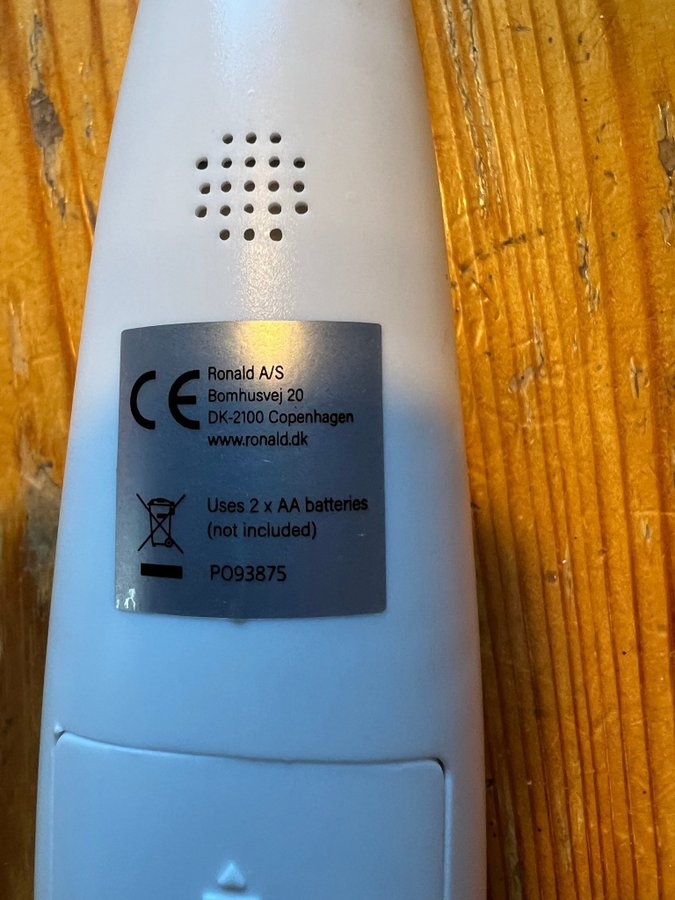 CE
Ronald A/S
Bomhusvej 20
DK-2100 Copenhagen
www.ronald.dk
Uses 2 x AA batteries
(not included)
PO93875